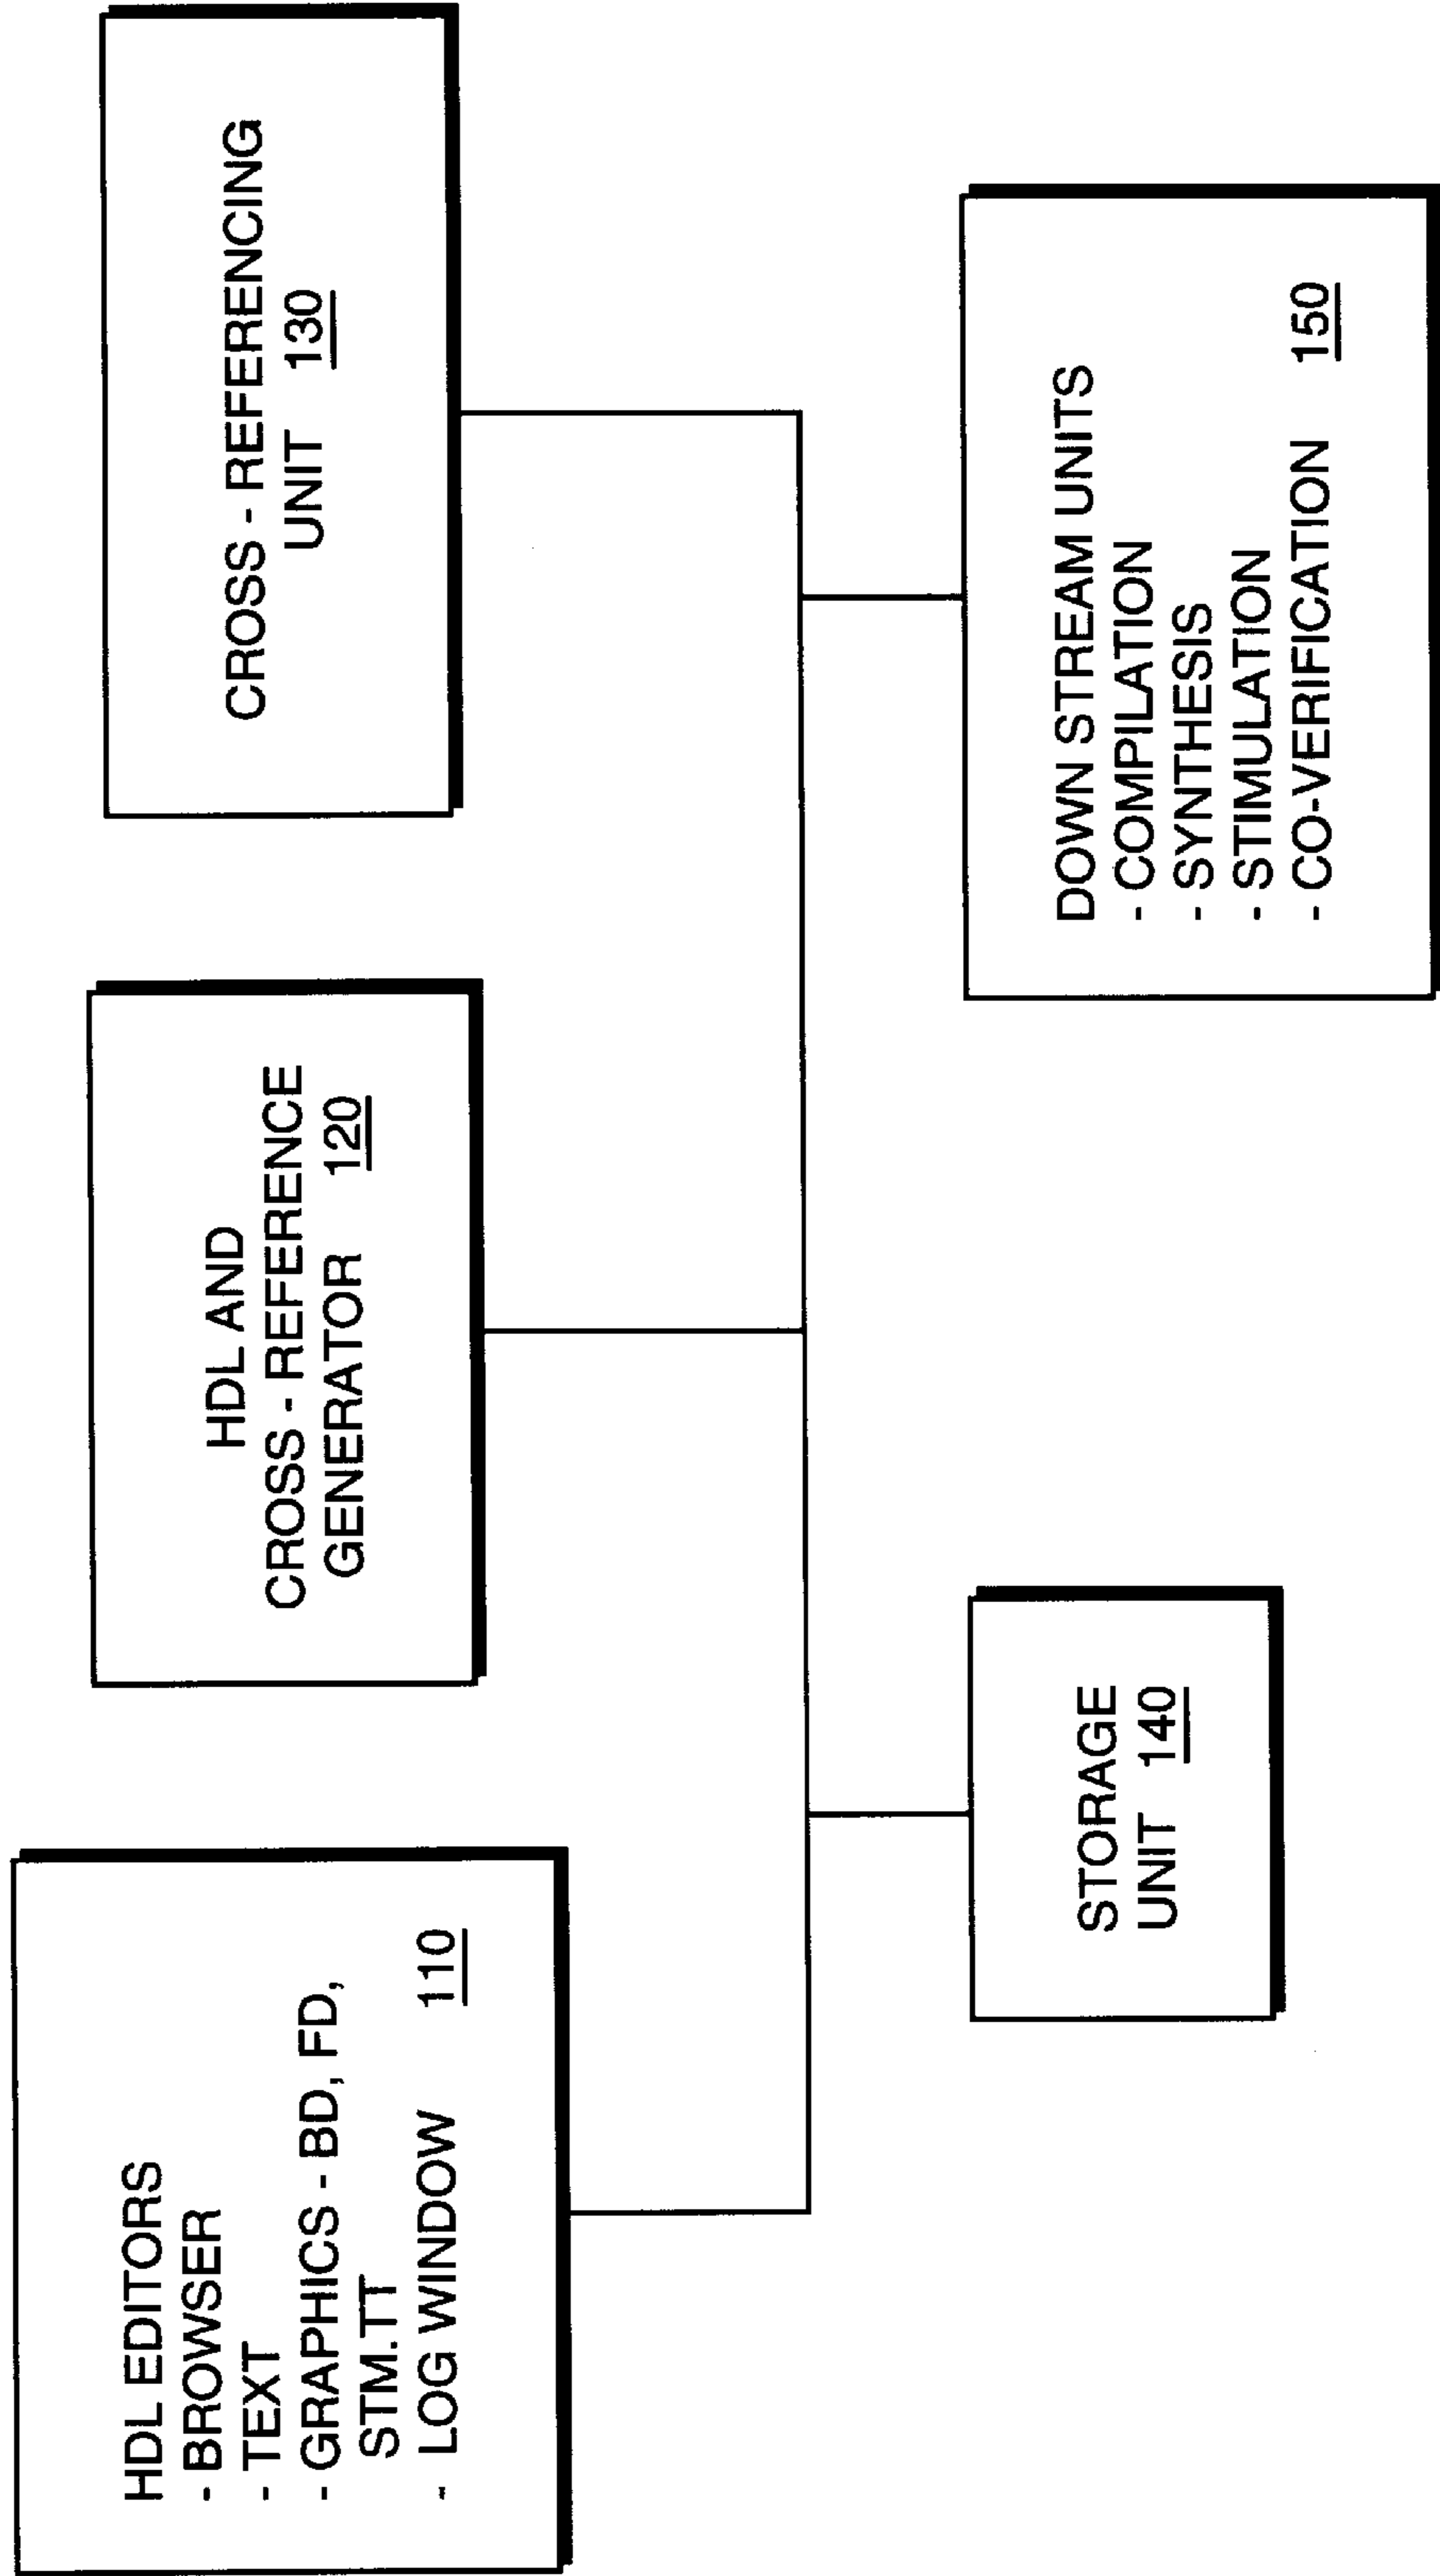 HDL EDITORS
- BROWSER
- TEXT
- GRAPHICS - BD, FD,
STM.TT
- LOG WINDOW 110
HDL AND
CROSS - REFERENCE
GENERATOR 120
CROSS - REFERENCING
UNIT 130
STORAGE
UNIT 140
DOWN STREAM UNITS
- COMPILATION
- SYNTHESIS
- STIMULATION
- CO-VERIFICATION 150